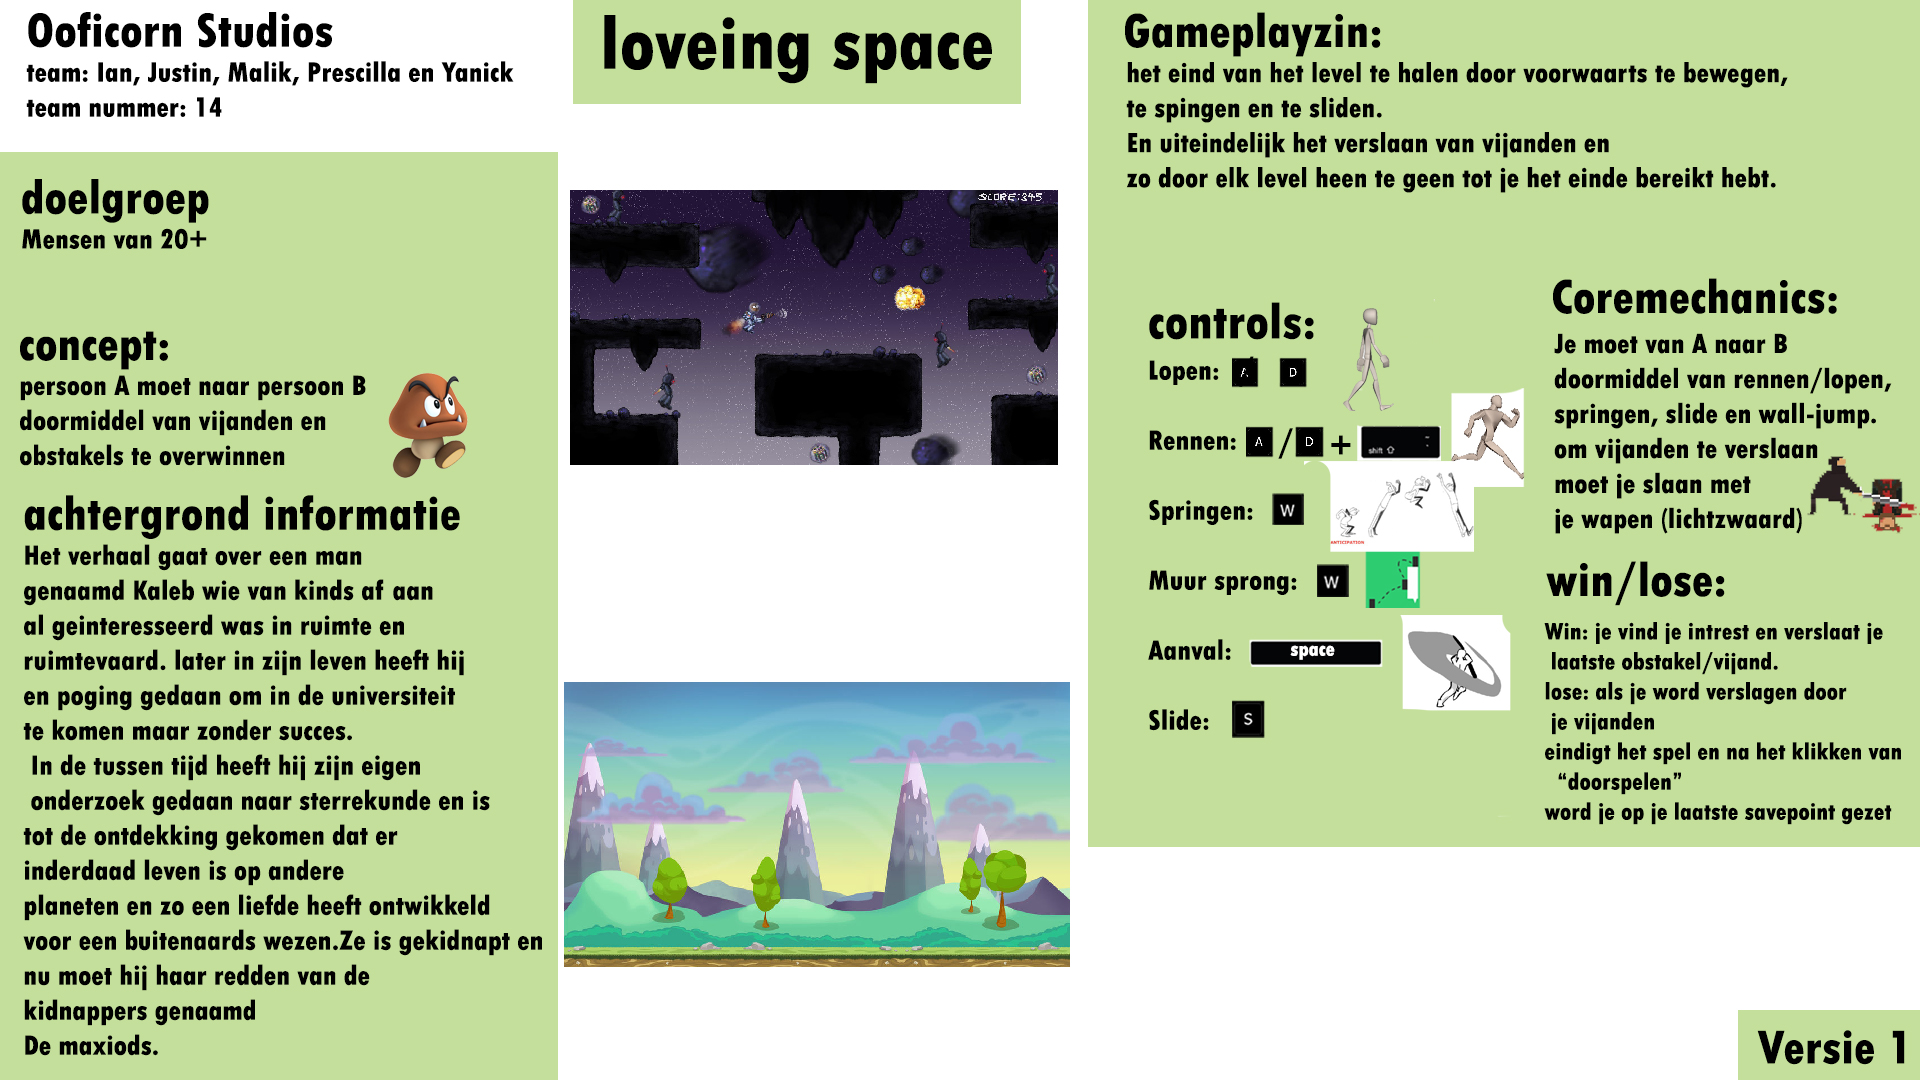 Ooficorn Studios
team: Ian, Justin, Malik, Prescilla en Yanick
team nummer: 14
loveing space
doelgroep
Mensen van 20+
concept:
persoon A moet naar persoon B
doormiddel van vijanden en
obstakels te overwinnen
achtergrond informatie
Het verhaal gaat over een man
genaamd Kaleb wie van kinds af aan
al geinteresseerd was in ruimte en
ruimtevaard. later in zijn leven heeft hij
en poging gedaan om in de universiteit
te komen maar zonder succes.
In de tussen tijd heeft hij zijn eigen
onderzoek gedaan naar sterrekunde en is
tot de ontdekking gekomen dat er
inderdaad leven is op andere
planeten en zo een liefde heeft ontwikkeld
voor een buitenaards wezen.Ze is gekidnapt en
nu moet hij haar redden van de
kidnappers genaamd
De maxiods.
SCORE:345
Gameplayzin:
het eind van het level te halen door voorwaarts te bewegen,
te spingen en te sliden.
En uiteindelijk het verslaan van vijanden en
zo door elk level heen te geen tot je het einde bereikt hebt.
controls:
Lopen: A D
Rennen: A / D + shift ⇧
Springen: W
ANTICIPATION
Muur sprong: W
Aanval: space
Slide: S
Coremechanics:
Je moet van A naar B
doormiddel van rennen/lopen,
springen, slide en wall-jump.
om vijanden te verslaan
moet je slaan met
je wapen (lichtzwaard)
win/lose:
Win: je vind je intrest en verslaat je
laatste obstakel/vijand.
lose: als je word verslagen door
je vijanden
eindigt het spel en na het klikken van
“doorspelen”
word je op je laatste savepoint gezet
Versie 1